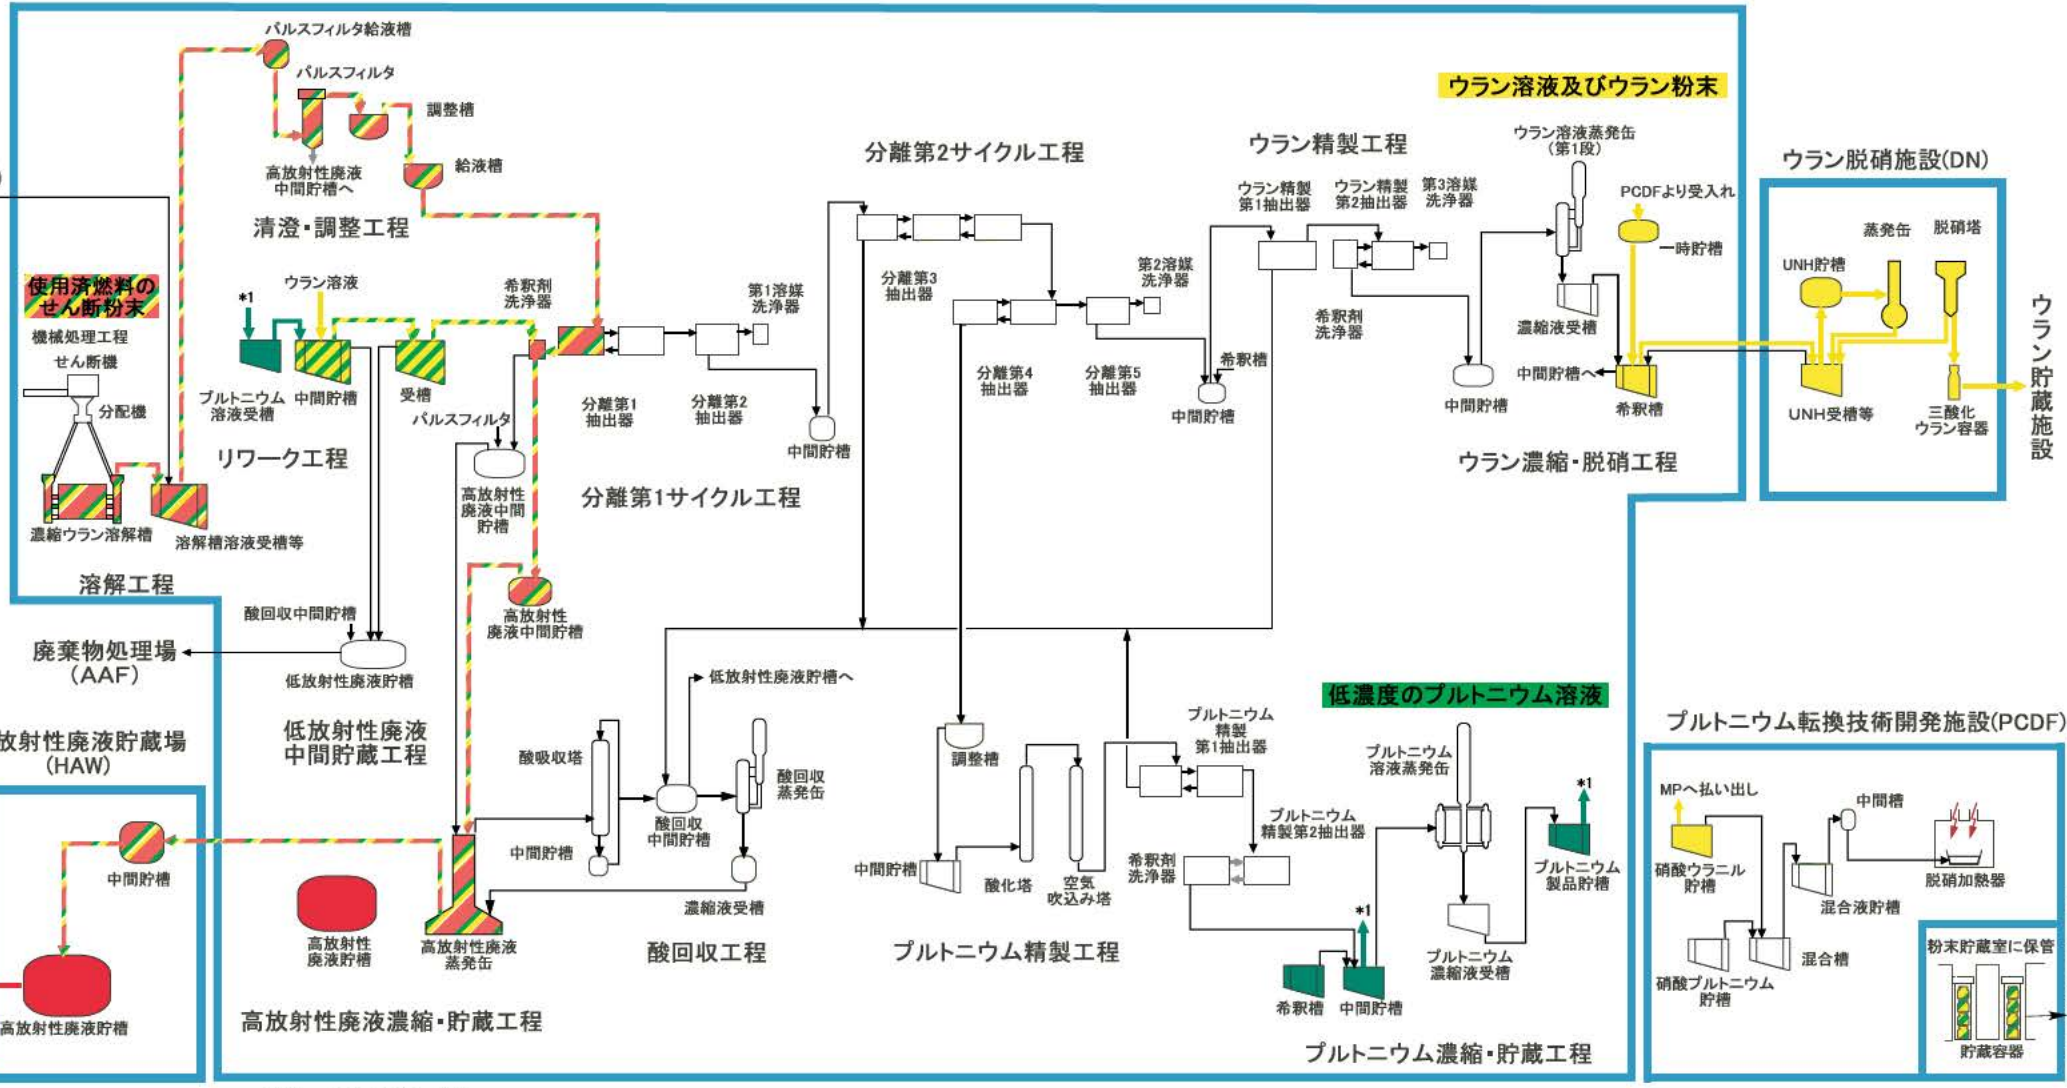 パルスフィルタ給液槽
パルスフィルタ
調整槽
給液槽
高放射性廃液
中間貯槽へ
清澄・調整工程
使用済燃料の
せん断粉末
機械処理工程
せん断機
分配機
濃縮ウラン溶解槽
溶解槽溶液受槽等
溶解工程
*1
ウラン溶液
プルトニウム
溶液受槽
中間貯槽
受槽
リワーク工程
希釈剤
洗浄器
分離第1
抽出器
分離第2
抽出器
第1溶媒
洗浄器
中間貯槽
パルスフィルタ
高放射性
廃液中間
貯槽
分離第1サイクル工程
高放射性
廃液中間貯槽
分離第2サイクル工程
分離第3
抽出器
分離第4
抽出器
分離第5
抽出器
第2溶媒
洗浄器
希釈槽
中間貯槽
ウラン精製工程
ウラン精製
第1抽出器
ウラン精製
第2抽出器
第3溶媒
洗浄器
希釈剤
洗浄器
中間貯槽
ウラン溶液及びウラン粉末
ウラン溶液蒸発缶
(第1段)
PCDFより受入れ
一時貯槽
濃縮液受槽
中間貯槽へ
希釈槽
ウラン濃縮・脱硝工程
ウラン脱硝施設(DN)
蒸発缶
脱硝塔
UNH貯槽
UNH受槽等
三酸化
ウラン容器
ウラン貯蔵施設
酸回収中間貯槽
廃棄物処理場
(AAF)
低放射性廃液貯槽
低放射性廃液
中間貯蔵工程
放射性廃液貯蔵場
(HAW)
中間貯槽
高放射性廃液貯槽
高放射性
廃液貯槽
高放射性廃液
蒸発缶
高放射性廃液濃縮・貯蔵工程
低放射性廃液貯槽へ
酸吸収塔
中間貯槽
酸回収
中間貯槽
酸回収
蒸発缶
濃縮液受槽
酸回収工程
調整槽
中間貯槽
酸化塔
空気
吹込み塔
プルトニウム
精製
第1抽出器
プルトニウム
精製第2抽出器
希釈剤
洗浄器
プルトニウム精製工程
低濃度のプルトニウム溶液
プルトニウム
溶液蒸発缶
*1
プルトニウム
製品貯槽
*1
プルトニウム
濃縮液受槽
希釈槽
中間貯槽
プルトニウム濃縮・貯蔵工程
プルトニウム転換技術開発施設(PCDF)
MPへ払い出し
中間槽
硝酸ウラニル
貯槽
脱硝加熱器
混合液貯槽
混合槽
硝酸プルトニウム
貯槽
粉末貯蔵室に保管
貯蔵容器